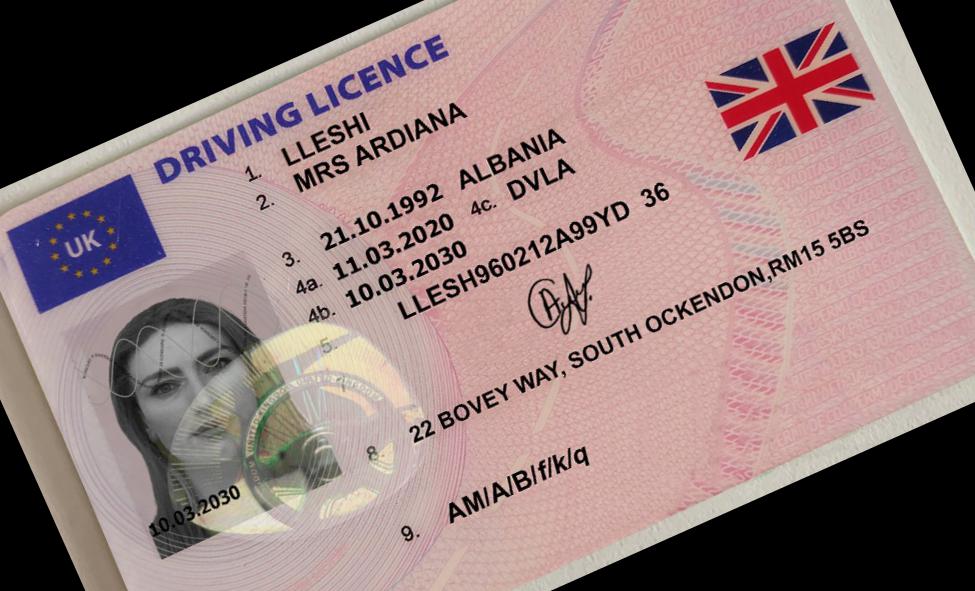 DRIVING LICENCE
UK
1. LLESHI
2. MRS ARDIANA
3. 21.10.1992 ALBANIA
4a. 11.03.2020 4c. DVLA
4b. 10.03.2030
5. LLESH960212A99YD 36
7.
8. 22 BOVEY WAY, SOUTH OCKENDON,RM15 5BS
9. AM/A/B/f/k/q
10.03.2030